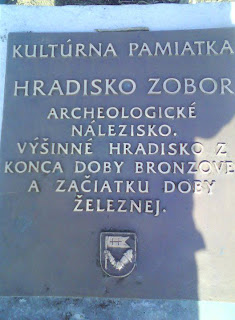 KULTÚRNA PAMIATKA
HRADISKO ZOBOR
ARCHEOLOGICKÉ
NÁLEZISKO.
VÝŠINNÉ HRADISKO Z
KONCA DOBY BRONZOVE
A ZAČIATKU DOBY
ŽELEZNEJ.